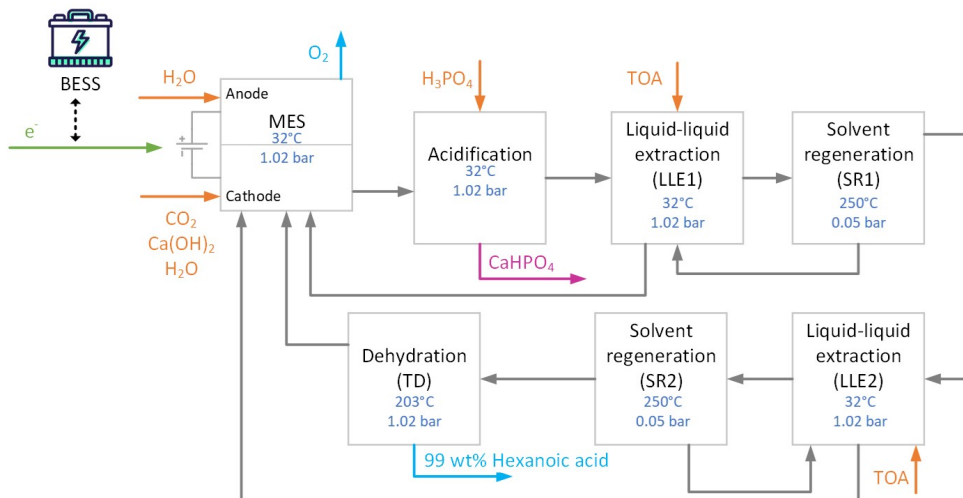 BESS
e-
H2O
O2
Anode
MES
32°C
1.02 bar
Cathode
CO2
Ca(OH)2
H2O
H3PO4
Acidification
32°C
1.02 bar
CaHPO4
TOA
Liquid-liquid
extraction
(LLE1)
32°C
1.02 bar
Solvent
regeneration
(SR1)
250°C
0.05 bar
Dehydration
(TD)
203°C
1.02 bar
99 wt% Hexanoic acid
Solvent
regeneration
(SR2)
250°C
0.05 bar
Liquid-liquid
extraction
(LLE2)
32°C
1.02 bar
TOA